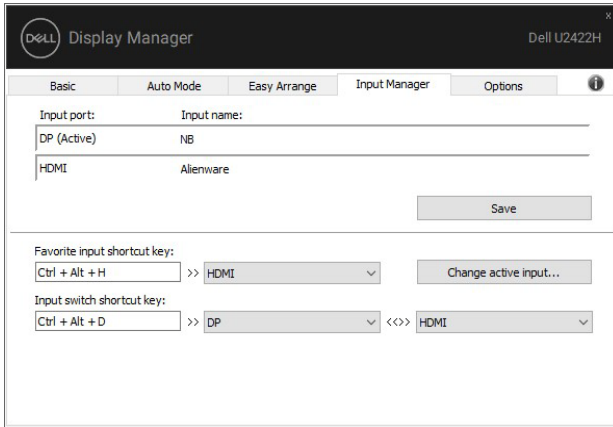 x
DELL Display Manager Dell U2422H
Basic Auto Mode Easy Arrange Input Manager Options i
Input port: Input name:
DP (Active) NB
HDMI Alienware
Save
Favorite input shortcut key:
Ctrl + Alt + H >> HDMI Change active input...
Input switch shortcut key:
Ctrl + Alt + D >> DP <<>> HDMI